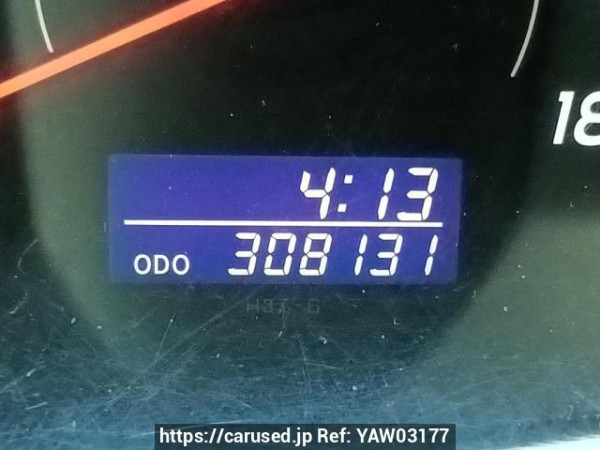 18
4:13
ODO 308131
https://carused.jp Ref: YAW03177